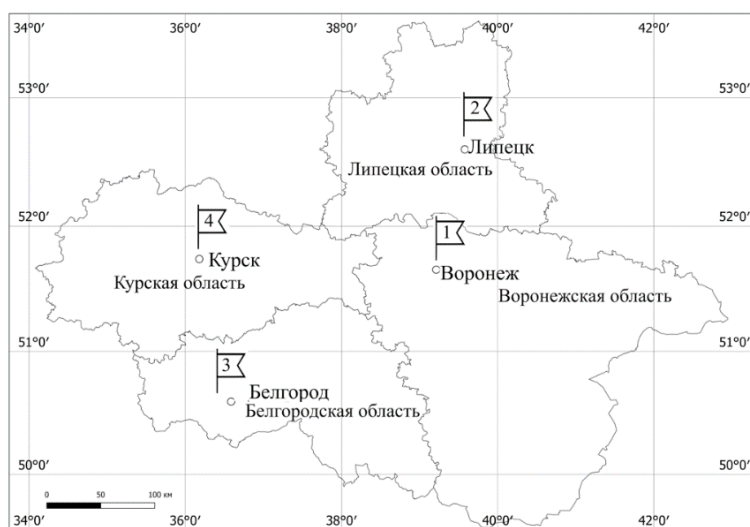 34°0′ 36°0′ 38°0′ 40°0′ 42°0′
53°0′ 53°0′
2
Липецк
Липецкая область
52°0′ 52°0′
4
1
Курск
Воронеж
Курская область
Воронежская область
51°0′ 51°0′
3
Белгород
Белгородская область
50°0′ 50°0′
0 50 100 км
34°0′ 36°0′ 38°0′ 40°0′ 42°0′